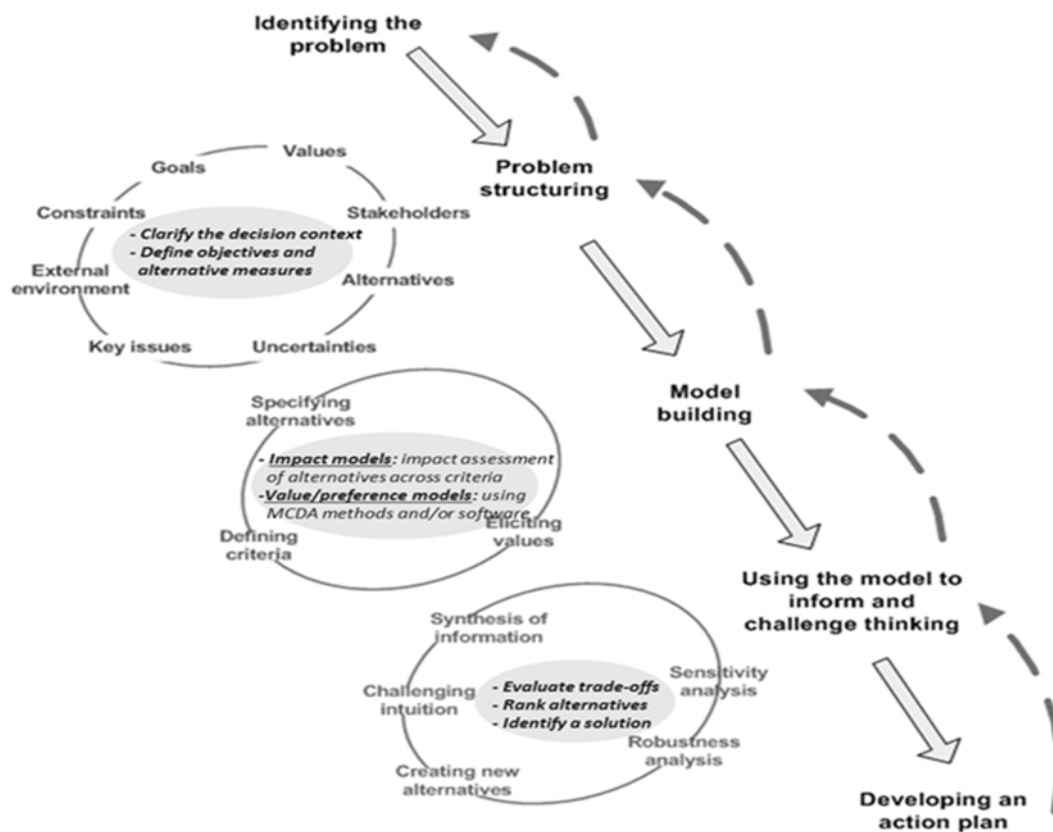 Identifying the
problem
Problem
structuring
Values
Goals
Constraints
Stakeholders
- Clarify the decision context
- Define objectives and
alternative measures
External
environment
Alternatives
Key issues
Uncertainties
Model
building
Specifying
alternatives
- Impact models: impact assessment
of alternatives across criteria
-Value/preference models: using
MCDA methods and/or software
Defining
criteria
Eliciting
values
Using the model to
inform and
challenge thinking
Synthesis of
information
Challenging
intuition
- Evaluate trade-offs
- Rank alternatives
- Identify a solution
Sensitivity
analysis
Robustness
analysis
Creating new
alternatives
Developing an
action plan